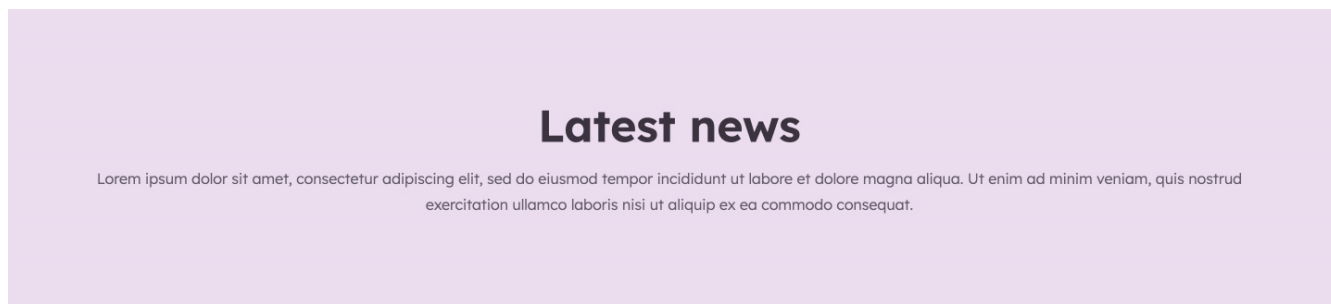 Latest news
Lorem ipsum dolor sit amet, consectetur adipiscing elit, sed do eiusmod tempor incididunt ut labore et dolore magna aliqua. Ut enim ad minim veniam, quis nostrud
exercitation ullamco laboris nisi ut aliquip ex ea commodo consequat.